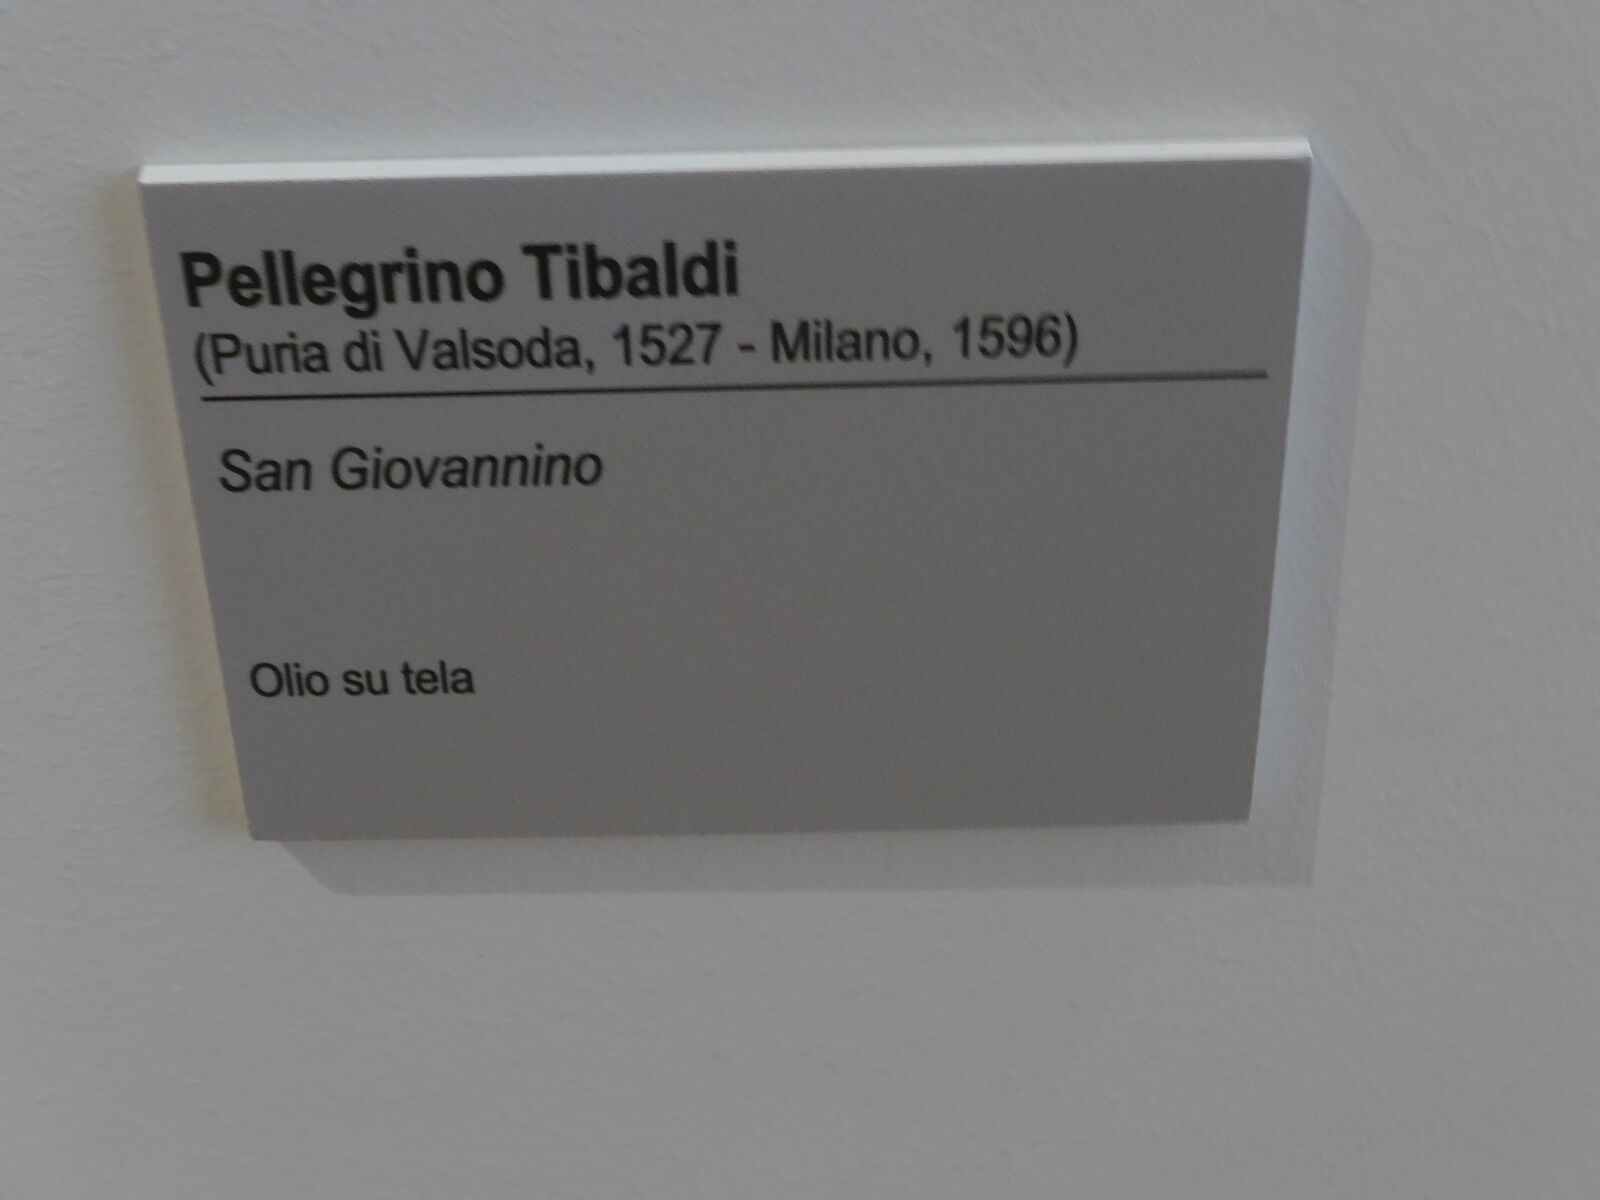 Pellegrino Tibaldi
(Puria di Valsoda, 1527 - Milano, 1596)
San Giovannino
Olio su tela